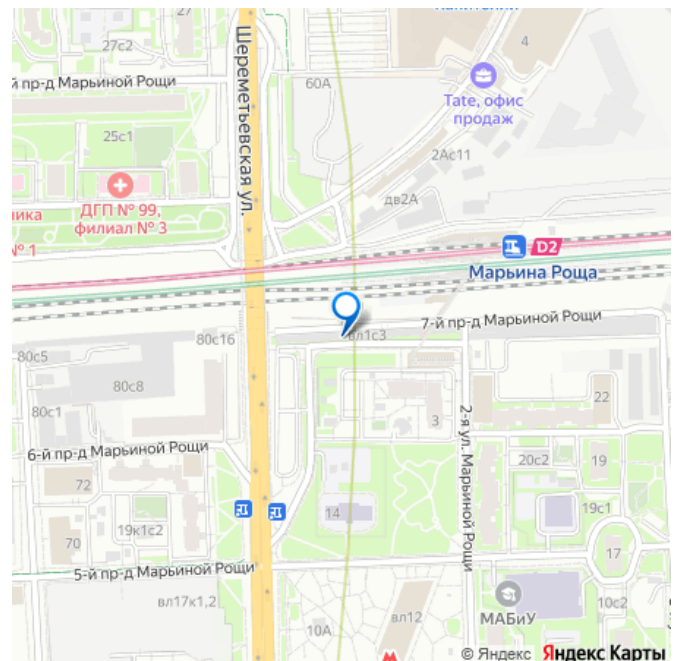 27с2
4
й пр-д Марьиной Рощи
Шереметьевская ул.
60А
Tate, офис
продаж
25с1
2Ас11
ДГП № 99,
филиал № 3
дв2А
ника
№ 1
D2
Марьина Роща
7-й пр-д Марьиной Рощи
вл1с3
80с16
80с5
80с8
80с1
3
22
2-я ул. Марьиной Рощи
6-й пр-д Марьиной Рощи
72
20с2
19
19к1с2
14
19с1
70
17
5-й пр-д Марьиной Рощи
вл17к1,2
10А
вл12
МАБиУ
10с2
© Яндекс Яндекс Карты